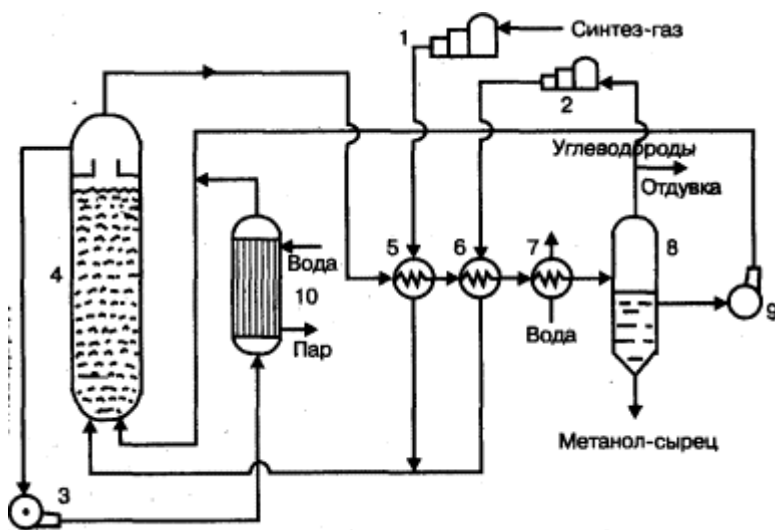 1
Синтез-газ
2
Углеводороды
Отдувка
4
5
6
7
8
Вода
10
9
Пар
Вода
Метанол-сырец
3